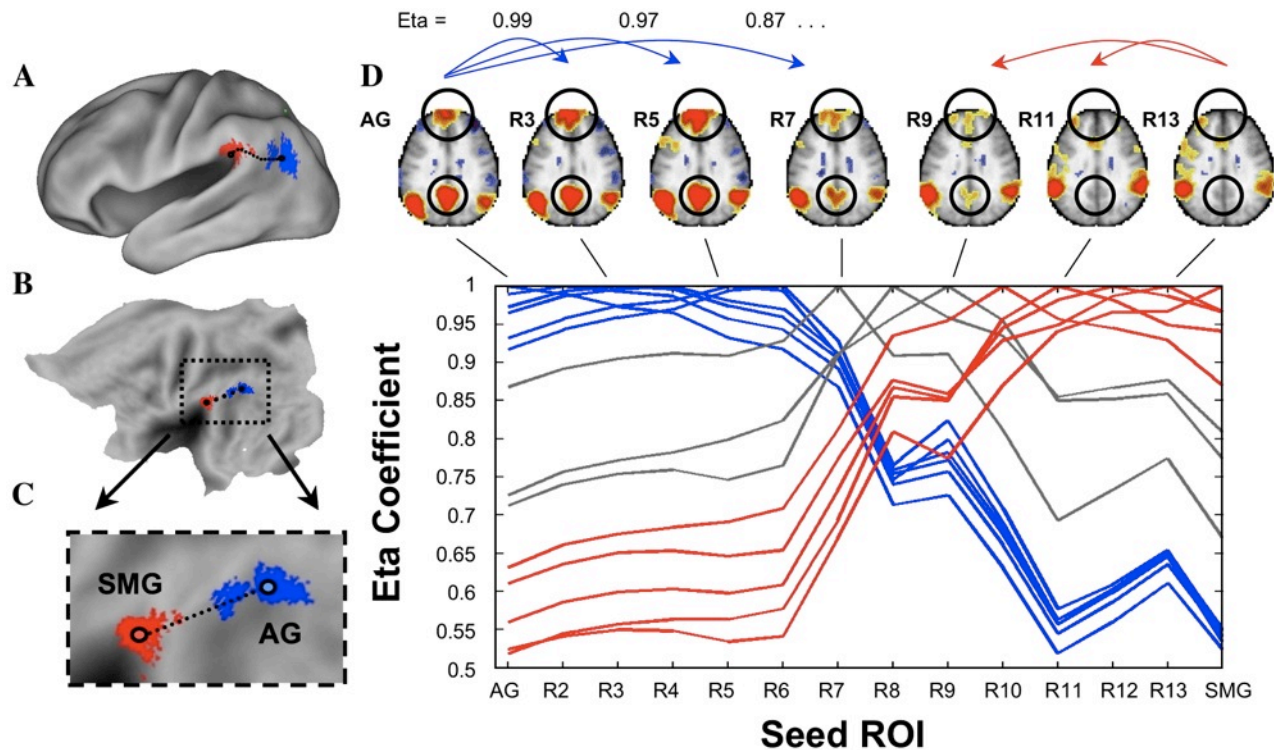 Eta = 0.99 0.97 0.87 . . .
A
D
AG R3 R5 R7 R9 R11 R13
B
C
SMG
AG
Eta Coefficient
1
0.95
0.9
0.85
0.8
0.75
0.7
0.65
0.6
0.55
0.5
AG R2 R3 R4 R5 R6 R7 R8 R9 R10 R11 R12 R13 SMG
Seed ROI